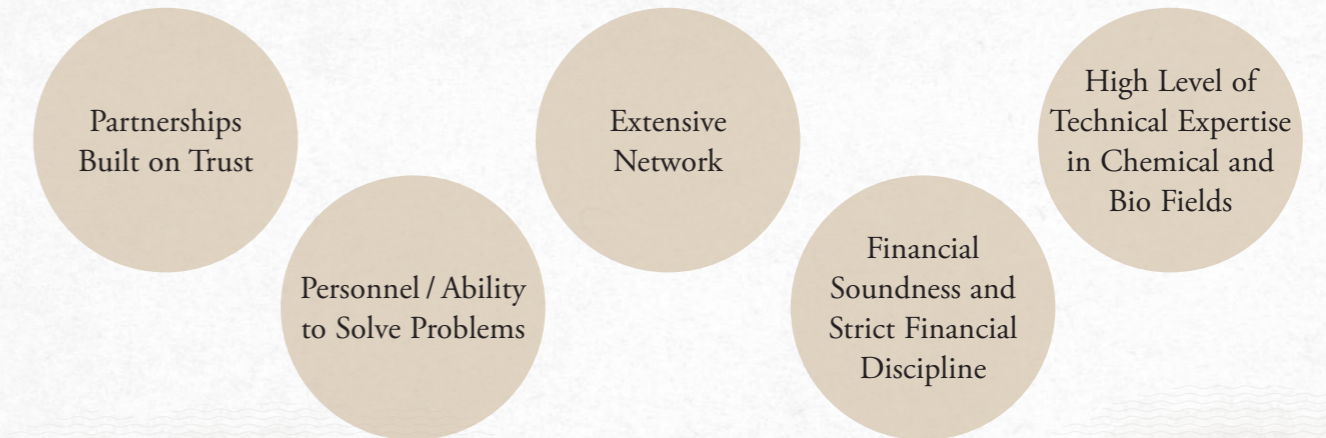 Partnerships
Built on Trust
Personnel / Ability
to Solve Problems
Extensive
Network
Financial
Soundness and
Strict Financial
Discipline
High Level of
Technical Expertise
in Chemical and
Bio Fields